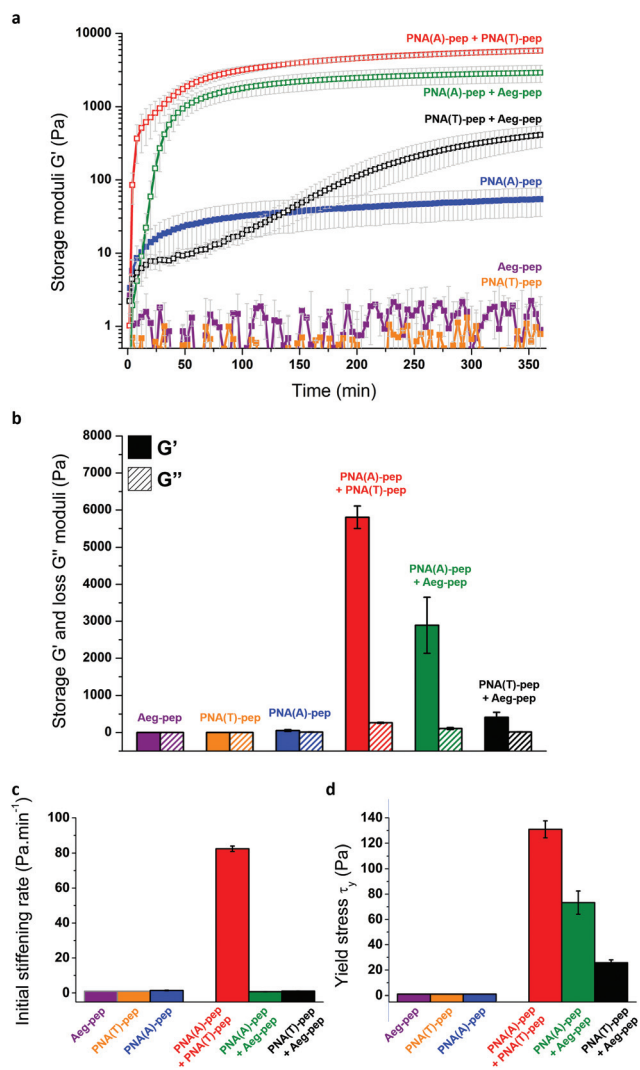 a
Storage moduli G' (Pa)
10000
1000
100
10
1
PNA(A)-pep + PNA(T)-pep
PNA(A)-pep + Aeg-pep
PNA(T)-pep + Aeg-pep
PNA(A)-pep
Aeg-pep
PNA(T)-pep
0 50 100 150 200 250 300 350
Time (min)
b
Storage G' and loss G'' moduli (Pa)
8000
7000
6000
5000
4000
3000
2000
1000
0
G'
G''
Aeg-pep
PNA(T)-pep
PNA(A)-pep
PNA(A)-pep
+ PNA(T)-pep
PNA(A)-pep
+ Aeg-pep
PNA(T)-pep
+ Aeg-pep
c
Initial stiffening rate (Pa.min⁻¹)
100
80
60
40
20
0
Aeg-pep
PNA(T)-pep
PNA(A)-pep
PNA(A)-pep
+ PNA(T)-pep
PNA(A)-pep
+ Aeg-pep
PNA(T)-pep
+ Aeg-pep
d
Yield stress τy (Pa)
140
120
100
80
60
40
20
0
Aeg-pep
PNA(T)-pep
PNA(A)-pep
PNA(A)-pep
+ PNA(T)-pep
PNA(A)-pep
+ Aeg-pep
PNA(T)-pep
+ Aeg-pep